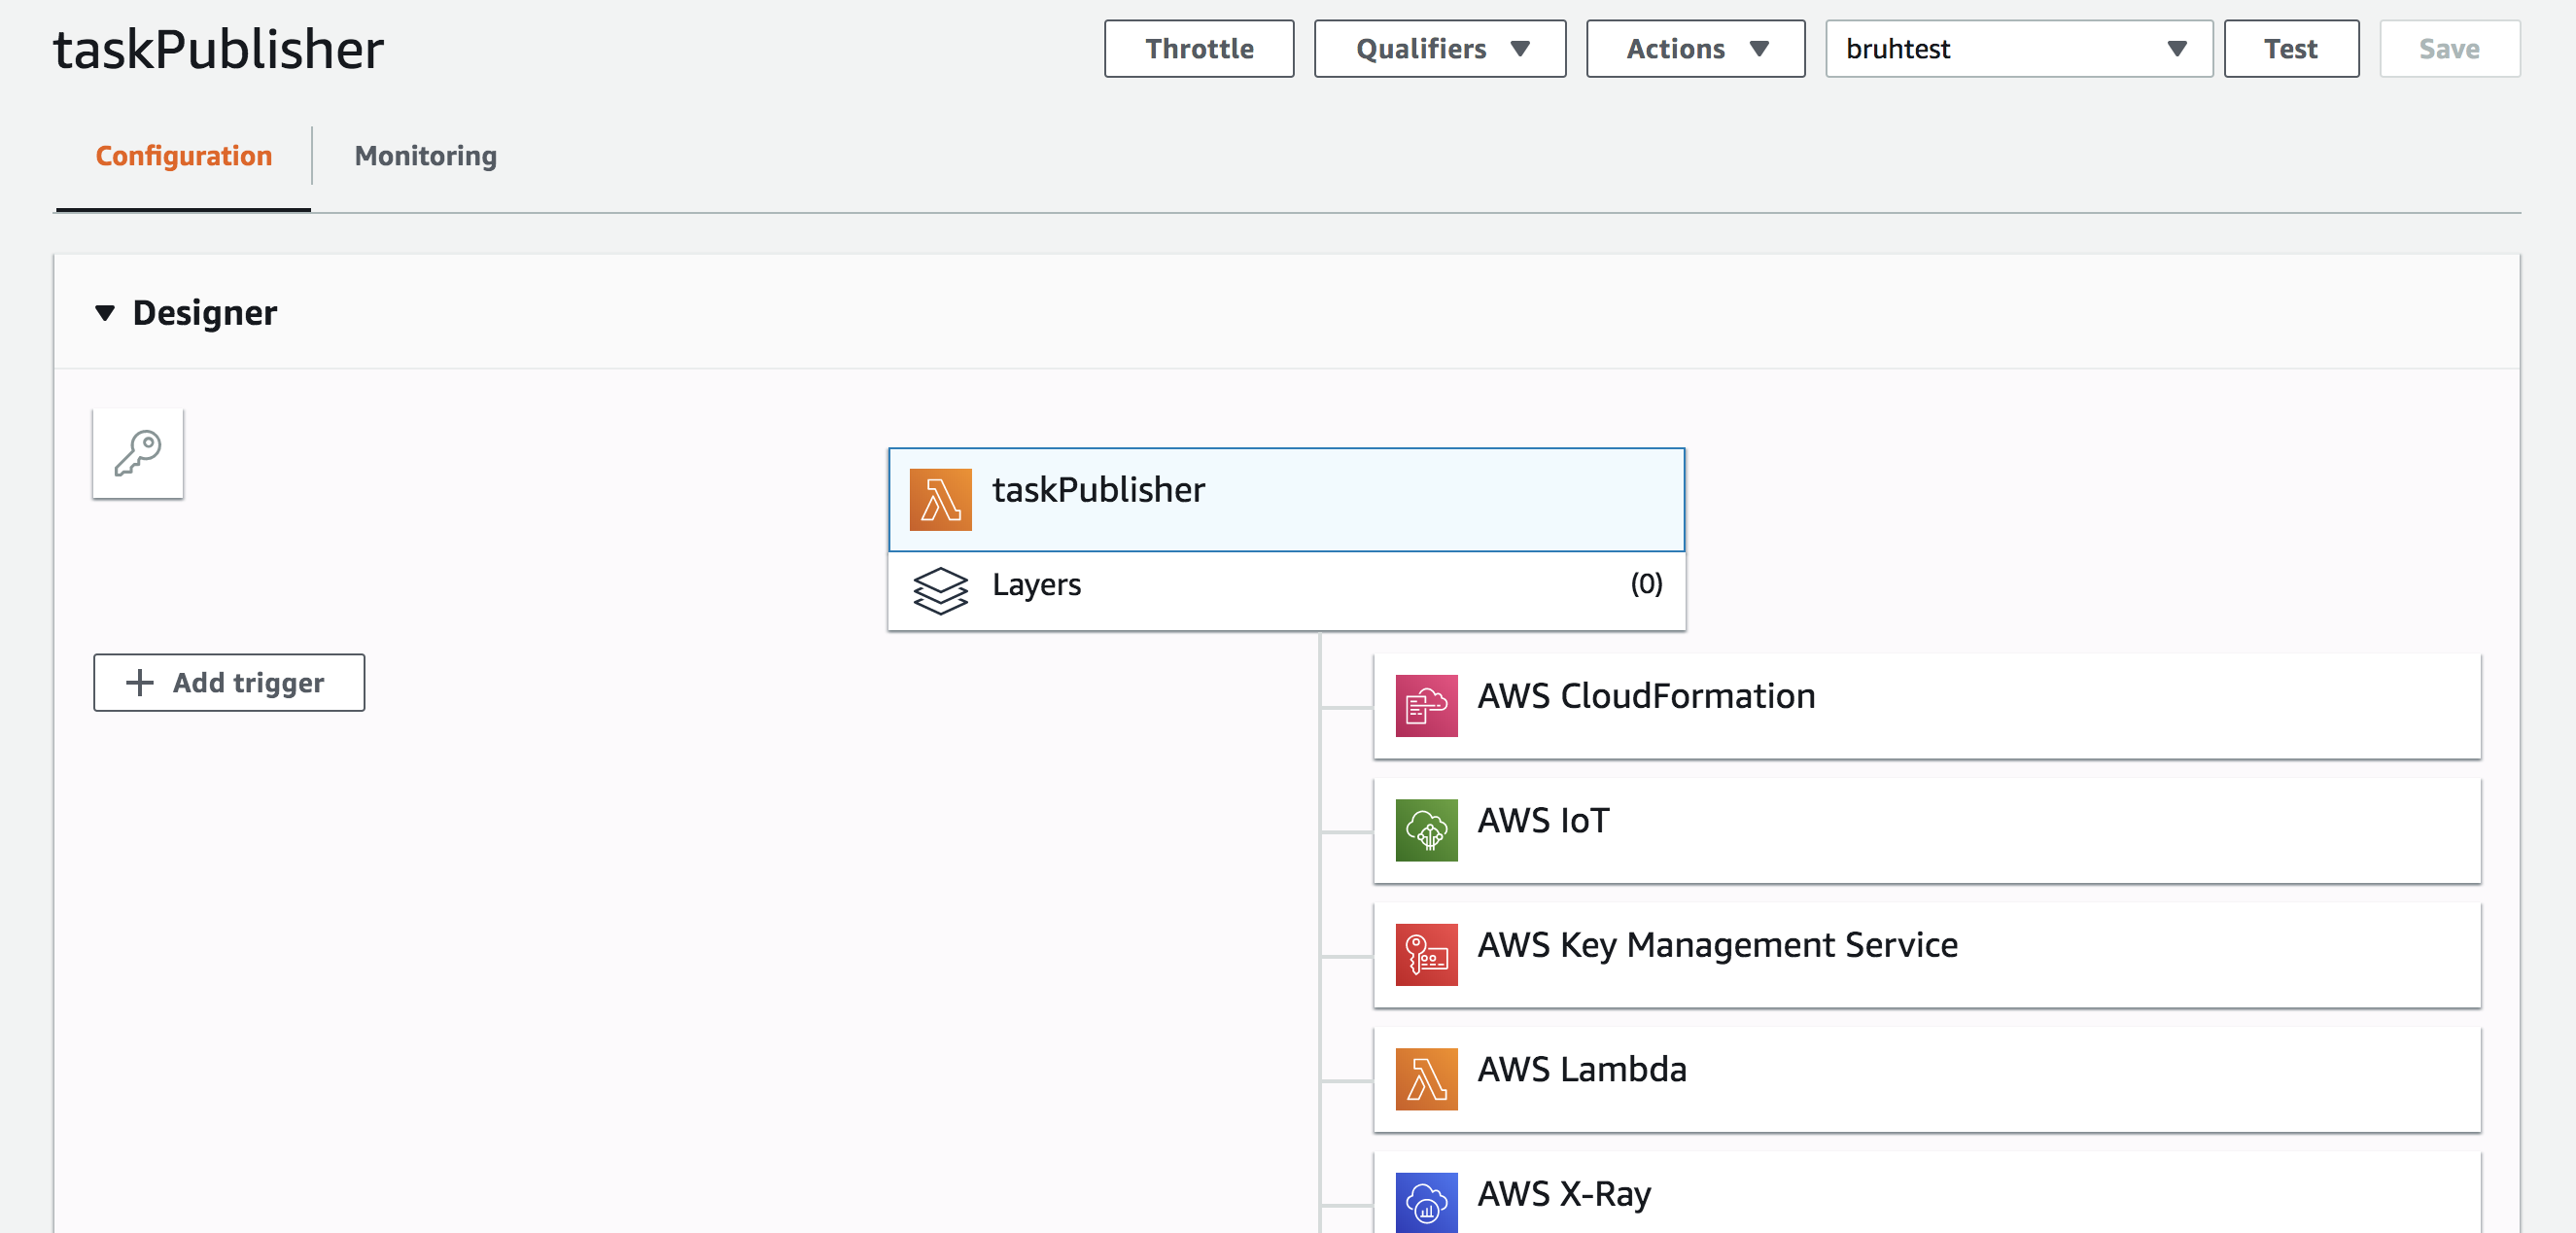 taskPublisher
Throttle
Qualifiers
Actions
bruhtest
Test
Save
Configuration
Monitoring
Designer
taskPublisher
Layers
(0)
Add trigger
AWS CloudFormation
AWS IoT
AWS Key Management Service
AWS Lambda
AWS X-Ray